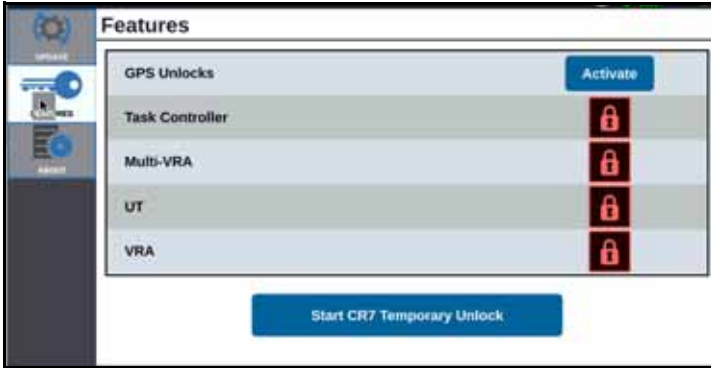 Features
UPDATE
GPS Unlocks
Activate
Task Controller
Multi-VRA
UT
VRA
ABOUT
Start CR7 Temporary Unlock